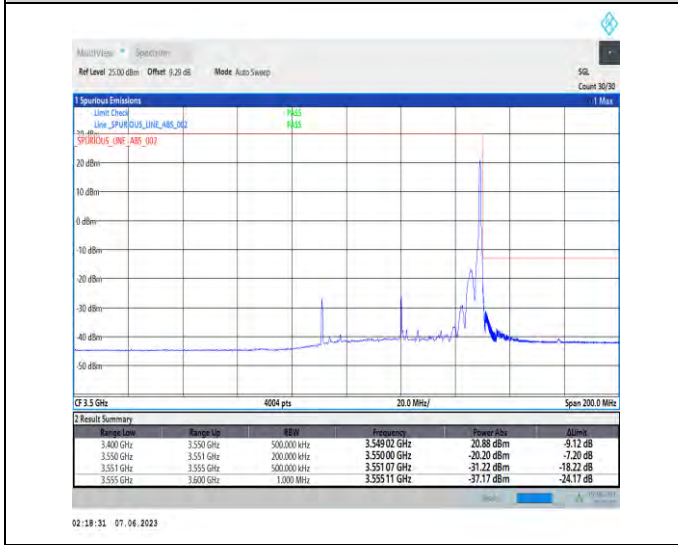 MultiView Spectrum
Ref Level 25.00 dBm Offset 9.29 dB Mode Auto Sweep SGL
Count 30/30
1 Spurious Emissions 1 Max
Limit Check PASS
Line _SPURIOUS_LINE_ABS_002 PASS
_SPURIOUS_LINE_ABS_002
20 dBm
10 dBm
0 dBm
-10 dBm
-20 dBm
-30 dBm
-40 dBm
-50 dBm
CF 3.5 GHz 4004 pts 20.0 MHz/ Span 200.0 MHz
2 Result Summary
Range Low Range Up RBW Frequency Power Abs ΔLimit
3.400 GHz 3.550 GHz 500.000 kHz 3.549 02 GHz 20.88 dBm -9.12 dB
3.550 GHz 3.551 GHz 200.000 kHz 3.550 00 GHz -20.20 dBm -7.20 dB
3.551 GHz 3.555 GHz 500.000 kHz 3.551 07 GHz -31.22 dBm -18.22 dB
3.555 GHz 3.600 GHz 1.000 MHz 3.555 11 GHz -37.17 dBm -24.17 dB
02:18:31 07.06.2023